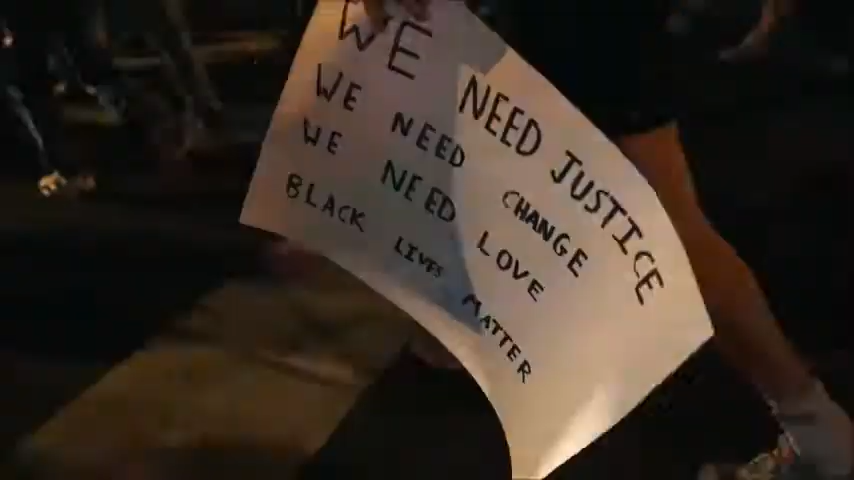 WE NEED JUSTICE
WE NEED CHANGE
WE NEED LOVE
BLACK LIVES MATTER